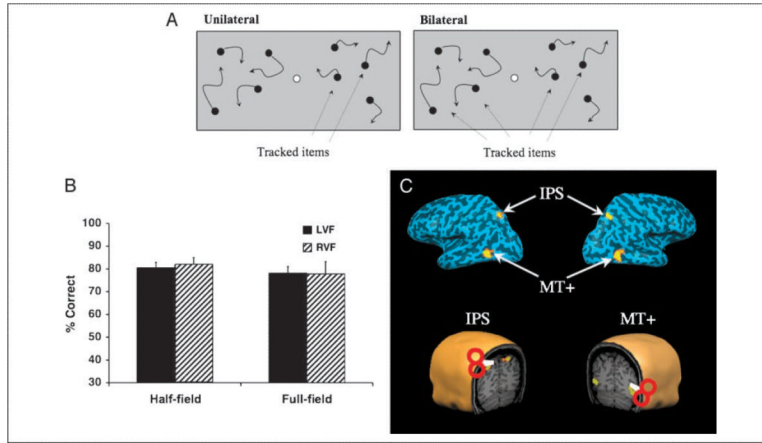 A
Unilateral
Bilateral
Tracked items
Tracked items
B
100
90
80
70
60
50
40
30
% Correct
LVF
RVF
Half-field
Full-field
C
IPS
MT+
IPS
MT+